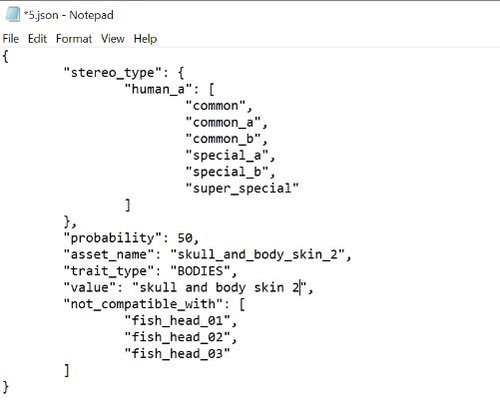 *5.json - Notepad
File Edit Format View Help
{
"stereo_type": {
"human_a": [
"common",
"common_a",
"common_b",
"special_a",
"special_b",
"super_special"
]
},
"probability": 50,
"asset_name": "skull_and_body_skin_2",
"trait_type": "BODIES",
"value": "skull and body skin 2",
"not_compatible_with": [
"fish_head_01",
"fish_head_02",
"fish_head_03"
]
}